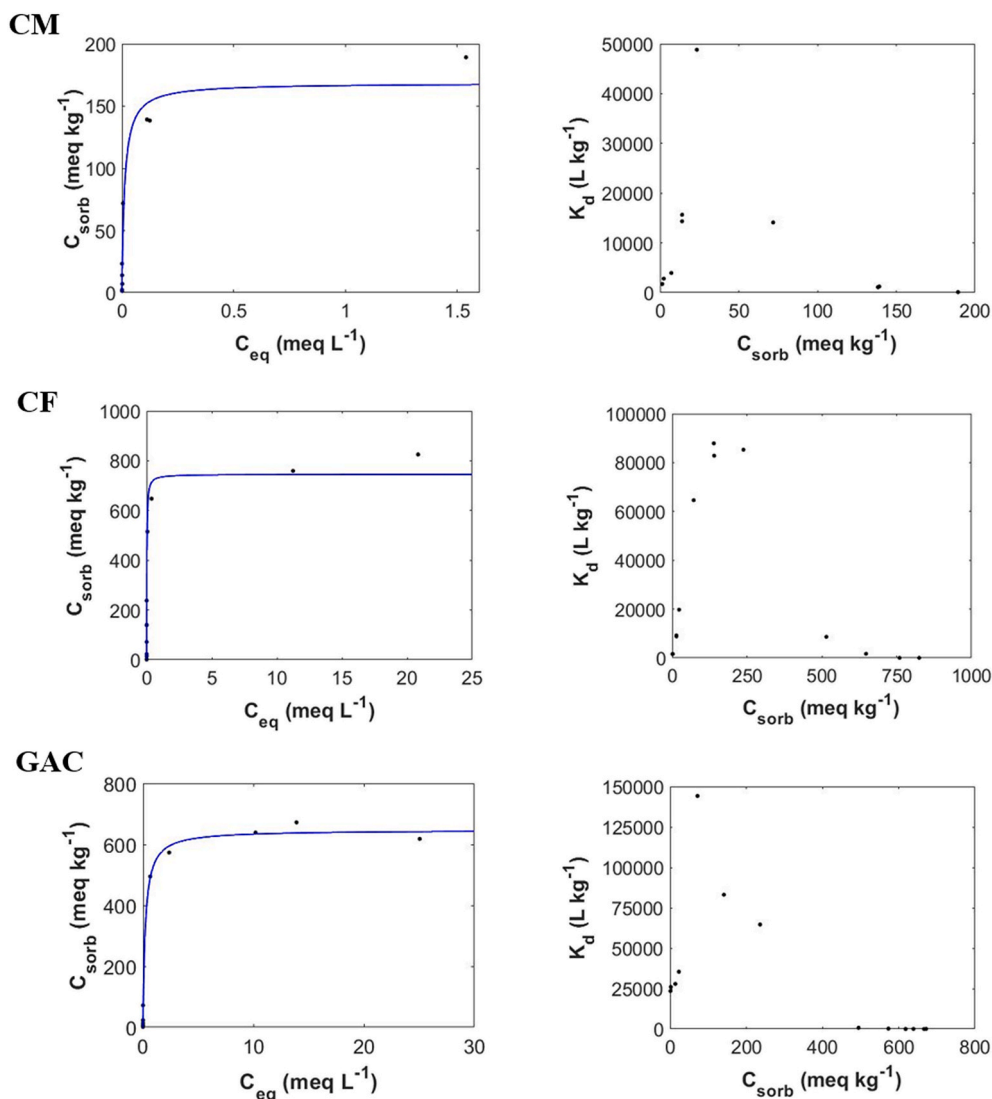 CM
200
150
100
50
0
C_sorb (meq kg^-1)
0 0.5 1 1.5
C_eq (meq L^-1)
50000
40000
30000
20000
10000
0
K_d (L kg^-1)
0 50 100 150 200
C_sorb (meq kg^-1)
CF
1000
800
600
400
200
0
C_sorb (meq kg^-1)
0 5 10 15 20 25
C_eq (meq L^-1)
100000
80000
60000
40000
20000
0
K_d (L kg^-1)
0 250 500 750 1000
C_sorb (meq kg^-1)
GAC
800
600
400
200
0
C_sorb (meq kg^-1)
0 10 20 30
C_eq (meq L^-1)
150000
125000
100000
75000
50000
25000
0
K_d (L kg^-1)
0 200 400 600 800
C_sorb (meq kg^-1)